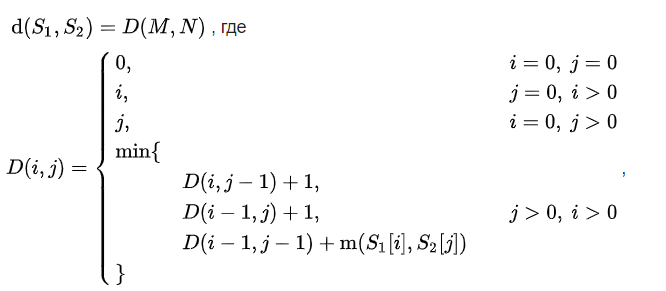 d(S₁, S₂) = D(M, N) , где
0, i = 0, j = 0
i, j = 0, i > 0
j, i = 0, j > 0
D(i, j) = { min{
D(i, j − 1) + 1,
D(i − 1, j) + 1, j > 0, i > 0
D(i − 1, j − 1) + m(S₁[i], S₂[j])
} ,